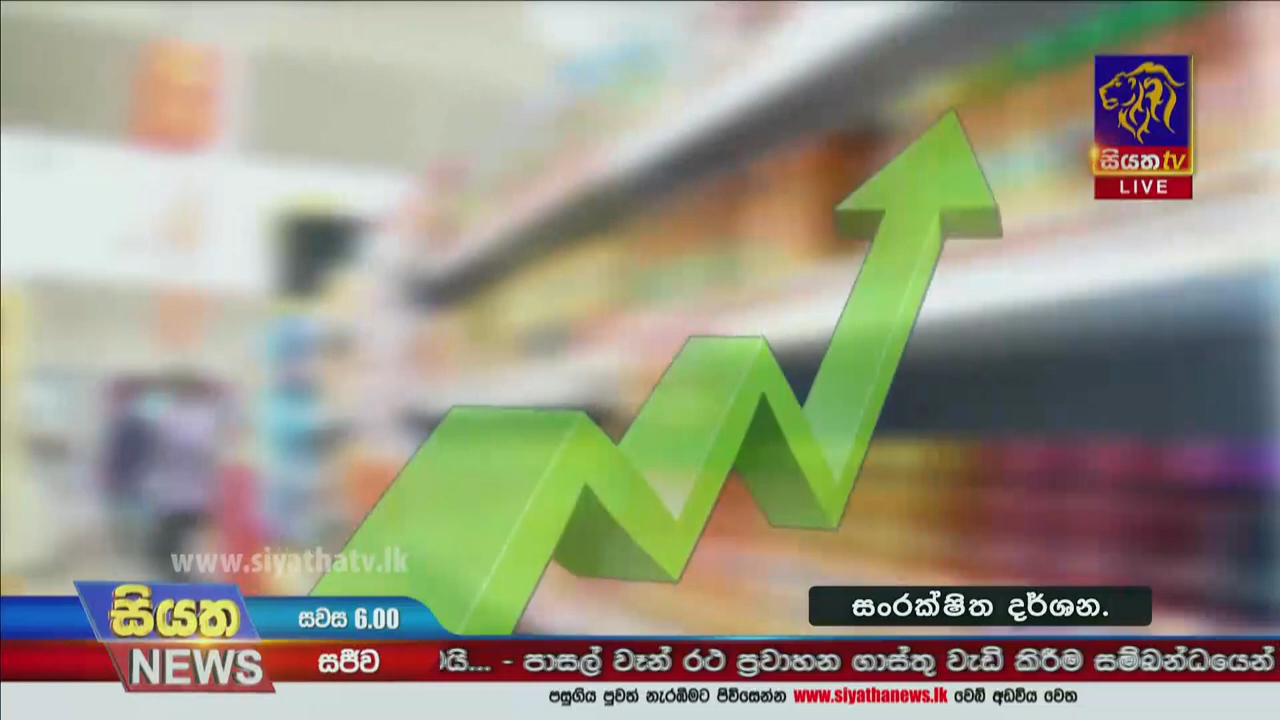 සියත tv
LIVE
www.siyathatv.lk
සංරක්ෂිත දර්ශන.
සියත
NEWS
සවස 6.00
සජීව
යි... - පාසල් වෑන් රථ ප්‍රවාහන ගාස්තු වැඩි කිරීම සම්බන්ධයෙන්
පසුගිය පුවත් නැරඹීමට පිවිසෙන්න www.siyathanews.lk වෙබ් අඩවිය වෙත